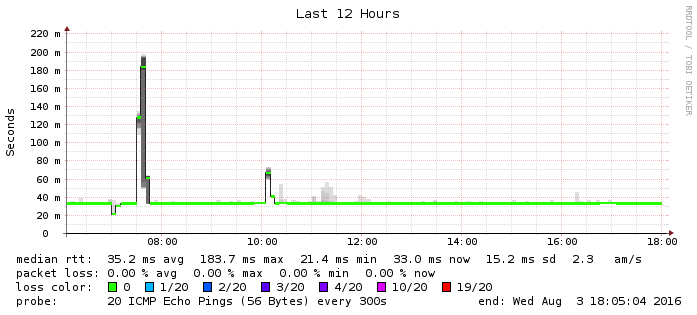 Last 12 Hours
RRDTOOL / TOBI OETIKER
Seconds
220 m
200 m
180 m
160 m
140 m
120 m
100 m
80 m
60 m
40 m
20 m
0
08:00 10:00 12:00 14:00 16:00 18:00
median rtt: 35.2 ms avg 183.7 ms max 21.4 ms min 33.0 ms now 15.2 ms sd 2.3 am/s
packet loss: 0.00 % avg 0.00 % max 0.00 % min 0.00 % now
loss color: 0 1/20 2/20 3/20 4/20 10/20 19/20
probe: 20 ICMP Echo Pings (56 Bytes) every 300s end: Wed Aug 3 18:05:04 2016